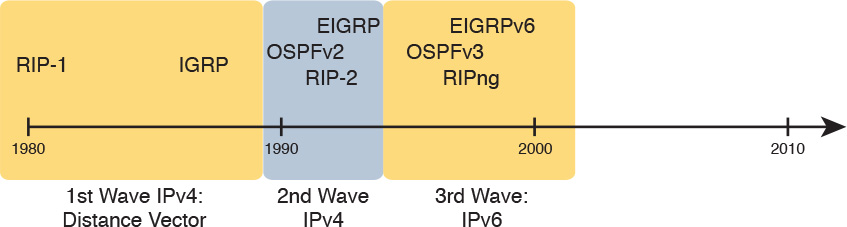 EIGRP
EIGRPv6
OSPFv2
OSPFv3
RIP-1
IGRP
RIP-2
RIPng
1980
1990
2000
2010
1st Wave IPv4:
Distance Vector
2nd Wave
IPv4
3rd Wave:
IPv6